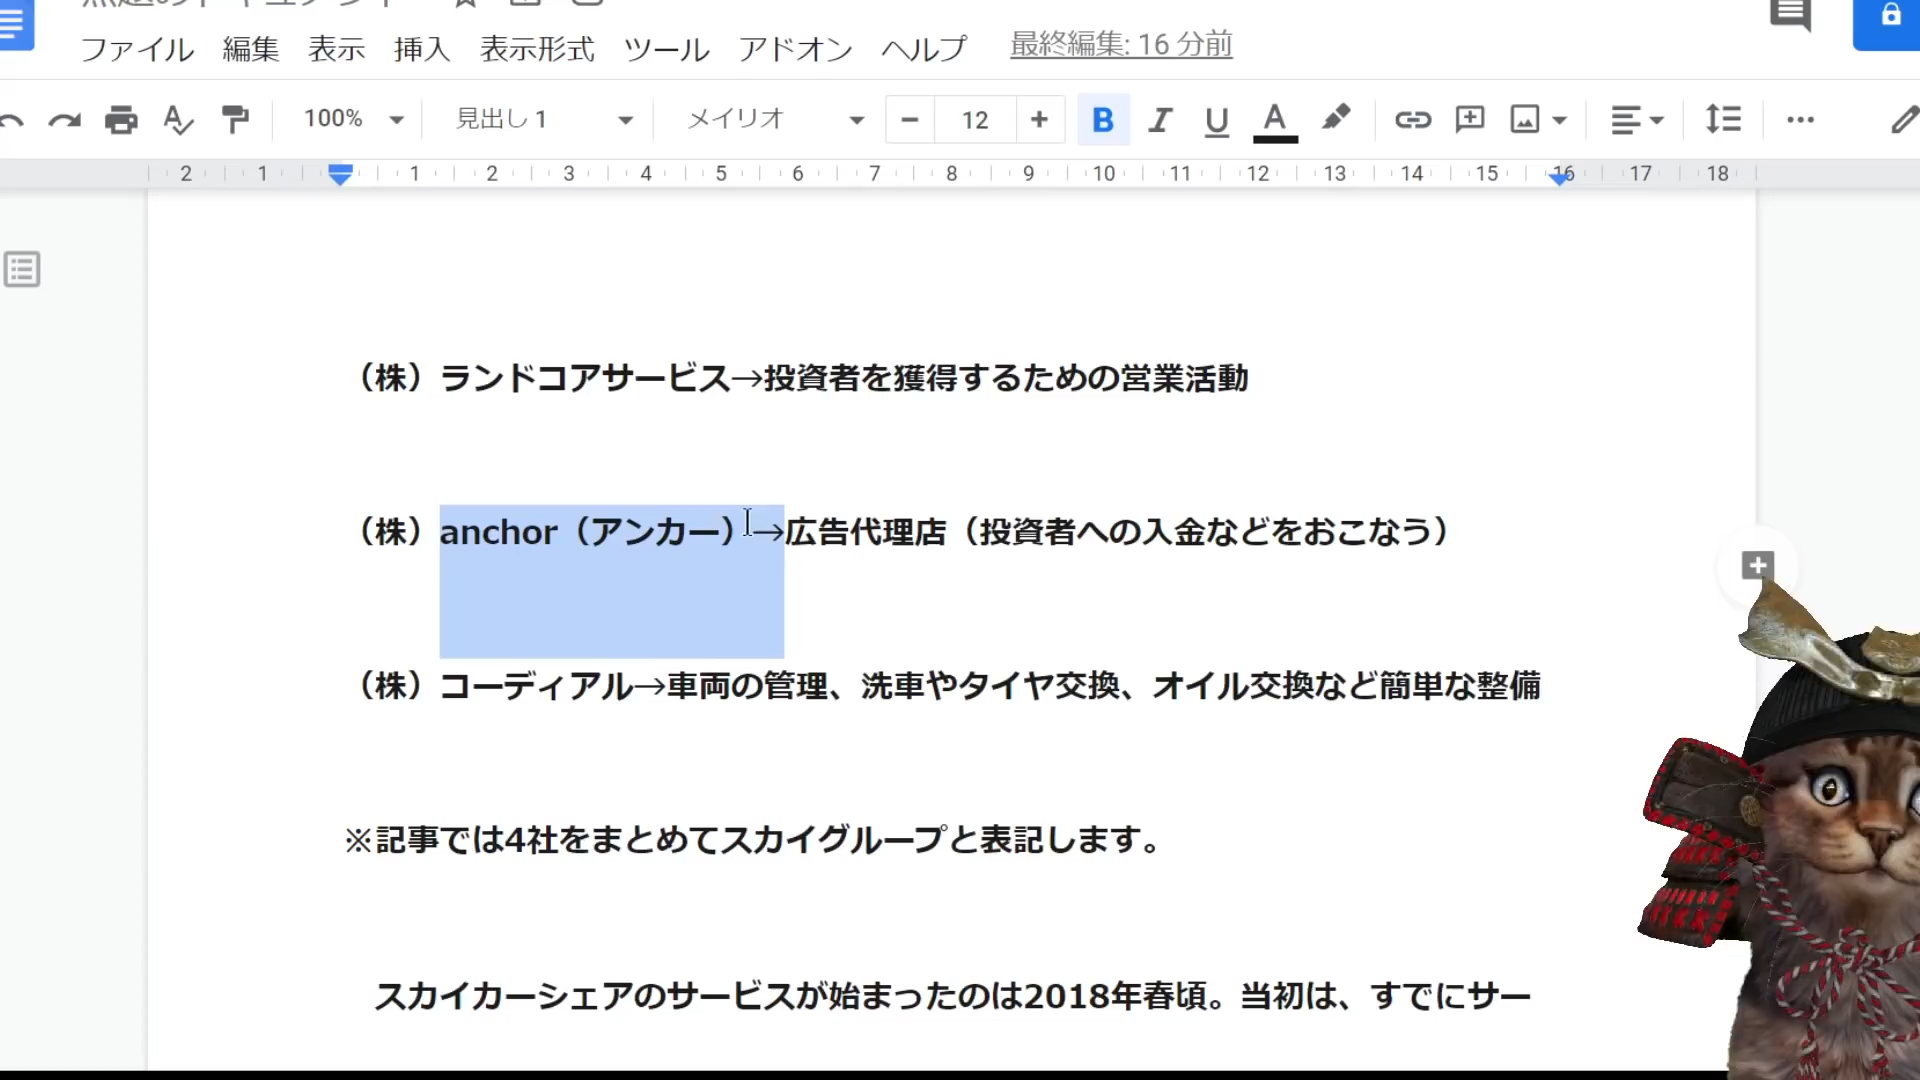 ファイル 編集 表示 挿入 表示形式 ツール アドオン ヘルプ 最終編集: 16 分前
100% 見出し 1 メイリオ 12 B I U A
2 1 1 2 3 4 5 6 7 8 9 10 11 12 13 14 15 16 17 18
（株）ランドコアサービス→投資者を獲得するための営業活動
（株）anchor（アンカー）→広告代理店（投資者への入金などをおこなう）
（株）コーディアル→車両の管理、洗車やタイヤ交換、オイル交換など簡単な整備
※記事では4社をまとめてスカイグループと表記します。
スカイカーシェアのサービスが始まったのは2018年春頃。当初は、すでにサー